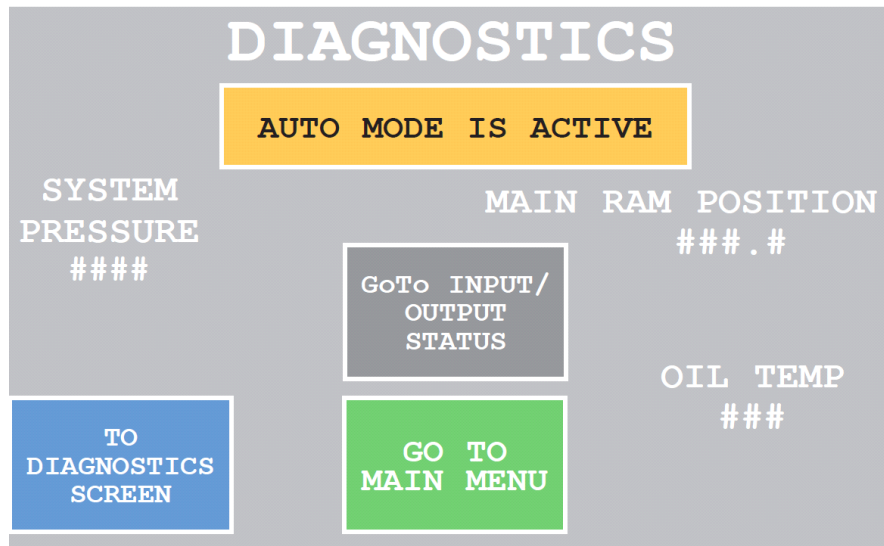 DIAGNOSTICS
AUTO MODE IS ACTIVE
SYSTEM
PRESSURE
####
MAIN RAM POSITION
###.#
GoTo INPUT/
OUTPUT
STATUS
OIL TEMP
###
TO
DIAGNOSTICS
SCREEN
GO TO
MAIN MENU